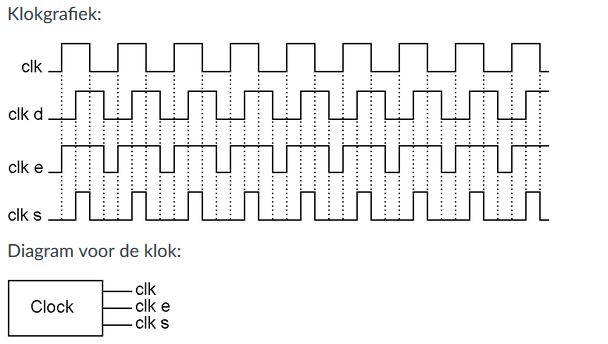 Klokgrafiek:
clk
clk d
clk e
clk s
Diagram voor de klok:
Clock
clk
clk e
clk s